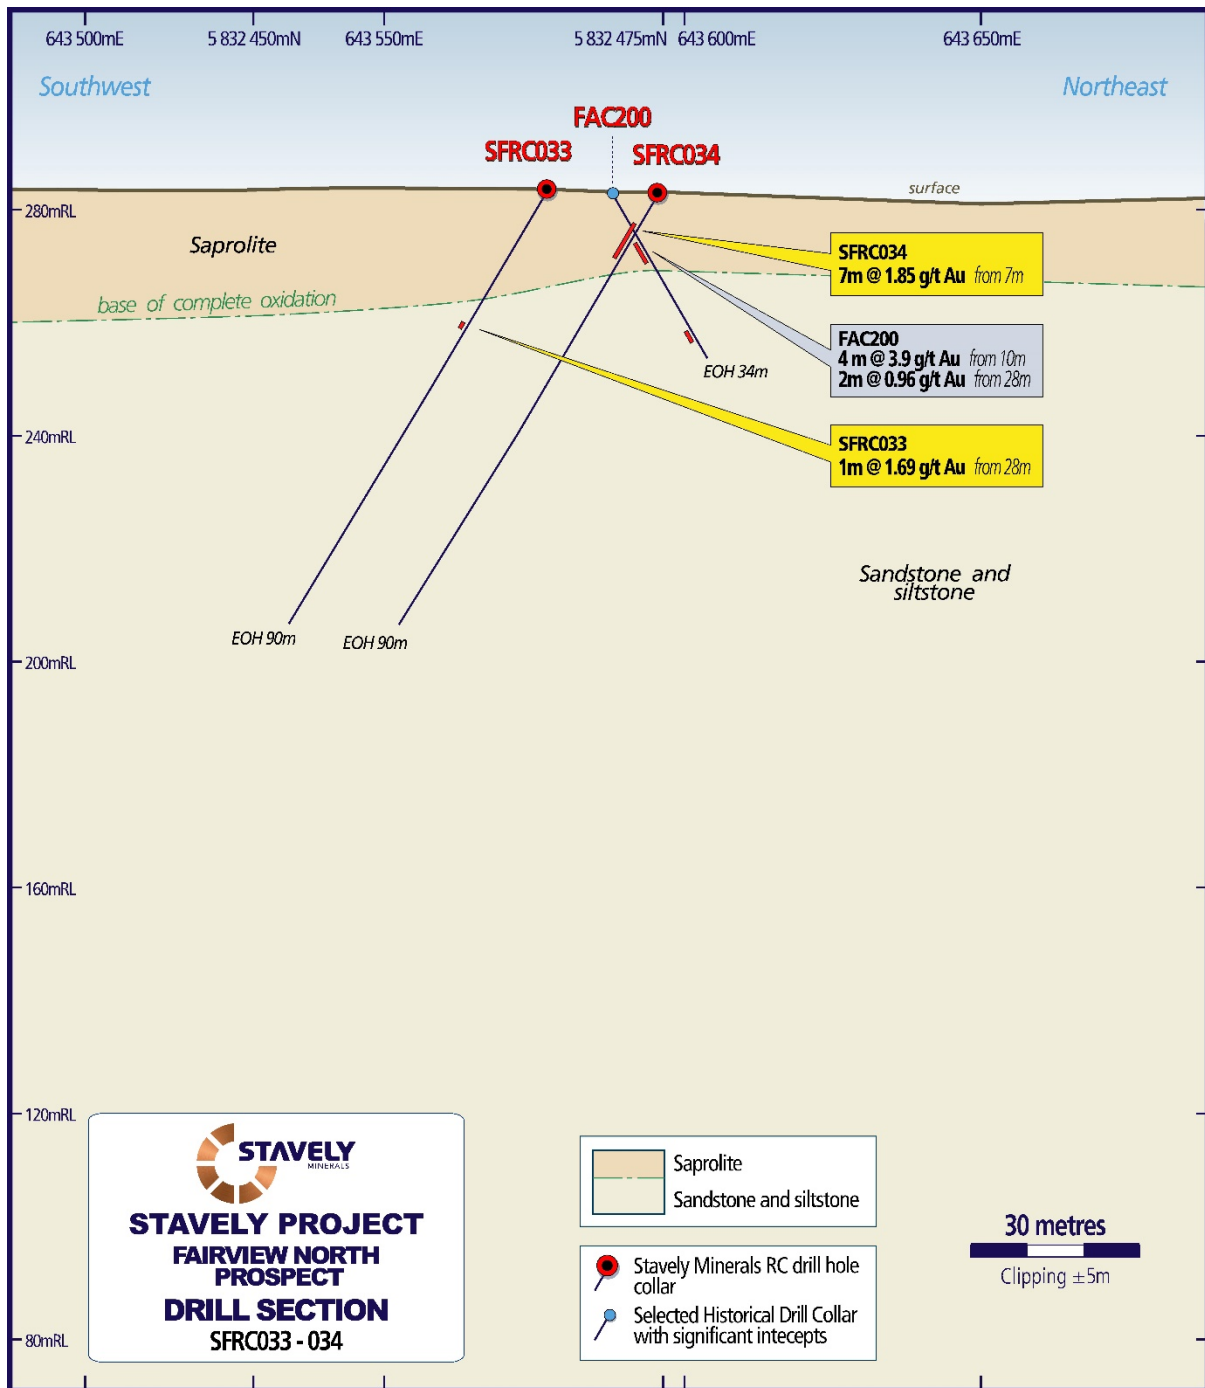 643 500mE
5 832 450mN
643 550mE
5 832 475mN
643 600mE
643 650mE
Southwest
Northeast
FAC200
SFRC033
SFRC034
surface
280mRL
Saprolite
SFRC034
7m @ 1.85 g/t Au from 7m
base of complete oxidation
FAC200
4 m @ 3.9 g/t Au from 10m
2m @ 0.96 g/t Au from 28m
EOH 34m
240mRL
SFRC033
1m @ 1.69 g/t Au from 28m
Sandstone and
siltstone
EOH 90m
EOH 90m
200mRL
160mRL
120mRL
80mRL
STAVELY
MINERALS
STAVELY PROJECT
FAIRVIEW NORTH
PROSPECT
DRILL SECTION
SFRC033 - 034
Saprolite
Sandstone and siltstone
Stavely Minerals RC drill hole
collar
Selected Historical Drill Collar
with significant intecepts
30 metres
Clipping ±5m